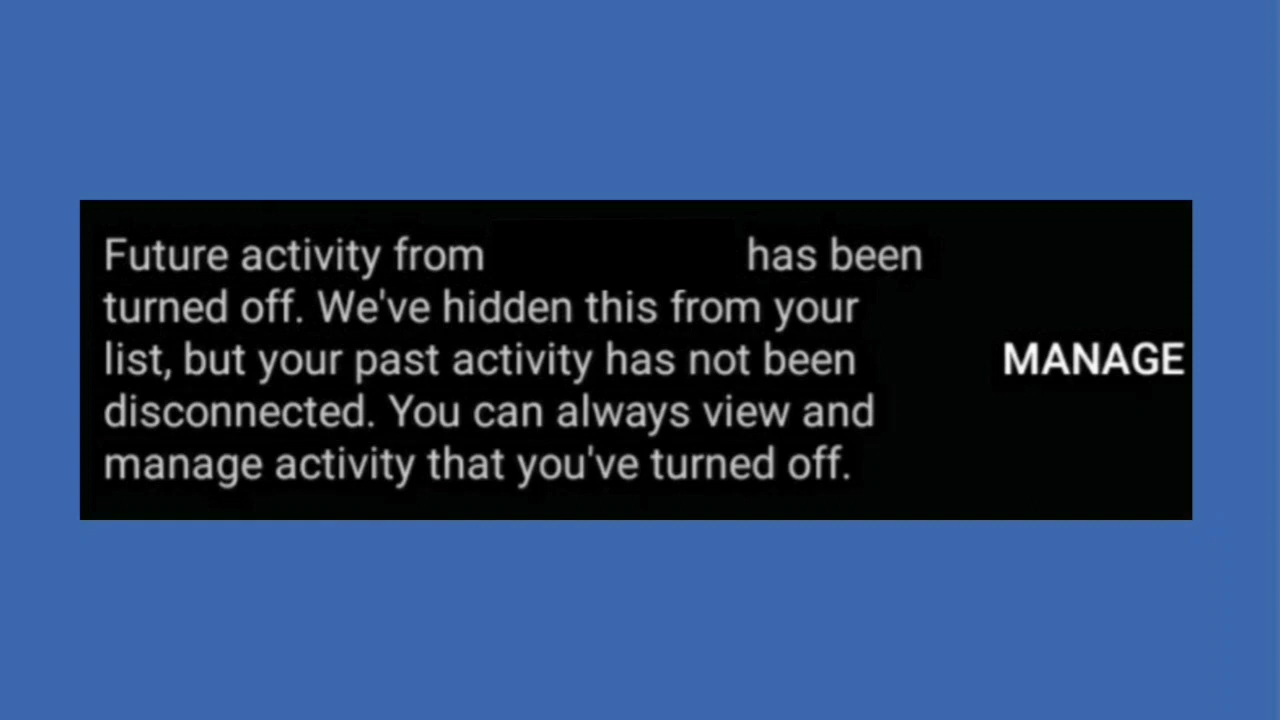 Future activity from has been
turned off. We've hidden this from your
list, but your past activity has not been
disconnected. You can always view and
manage activity that you've turned off.
MANAGE